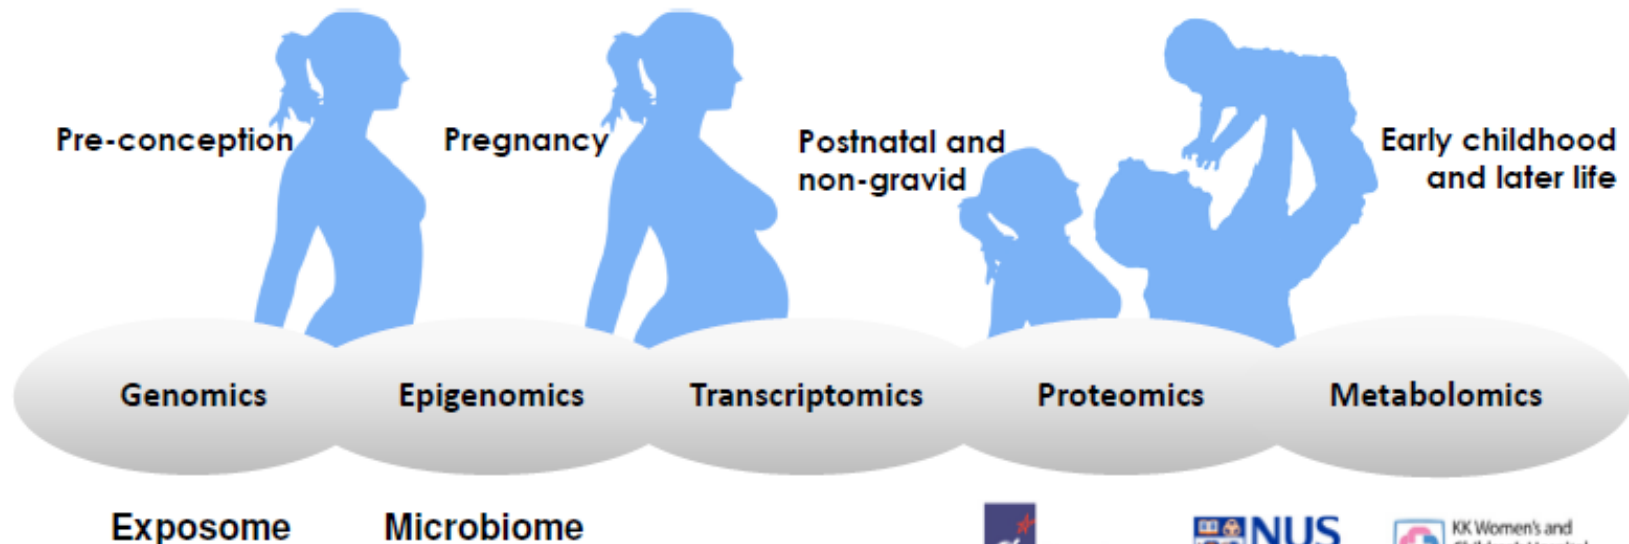 Pre-conception
Pregnancy
Postnatal and
non-gravid
Early childhood
and later life
Genomics
Epigenomics
Transcriptomics
Proteomics
Metabolomics
Exposome
Microbiome
NUS
KK Women's and